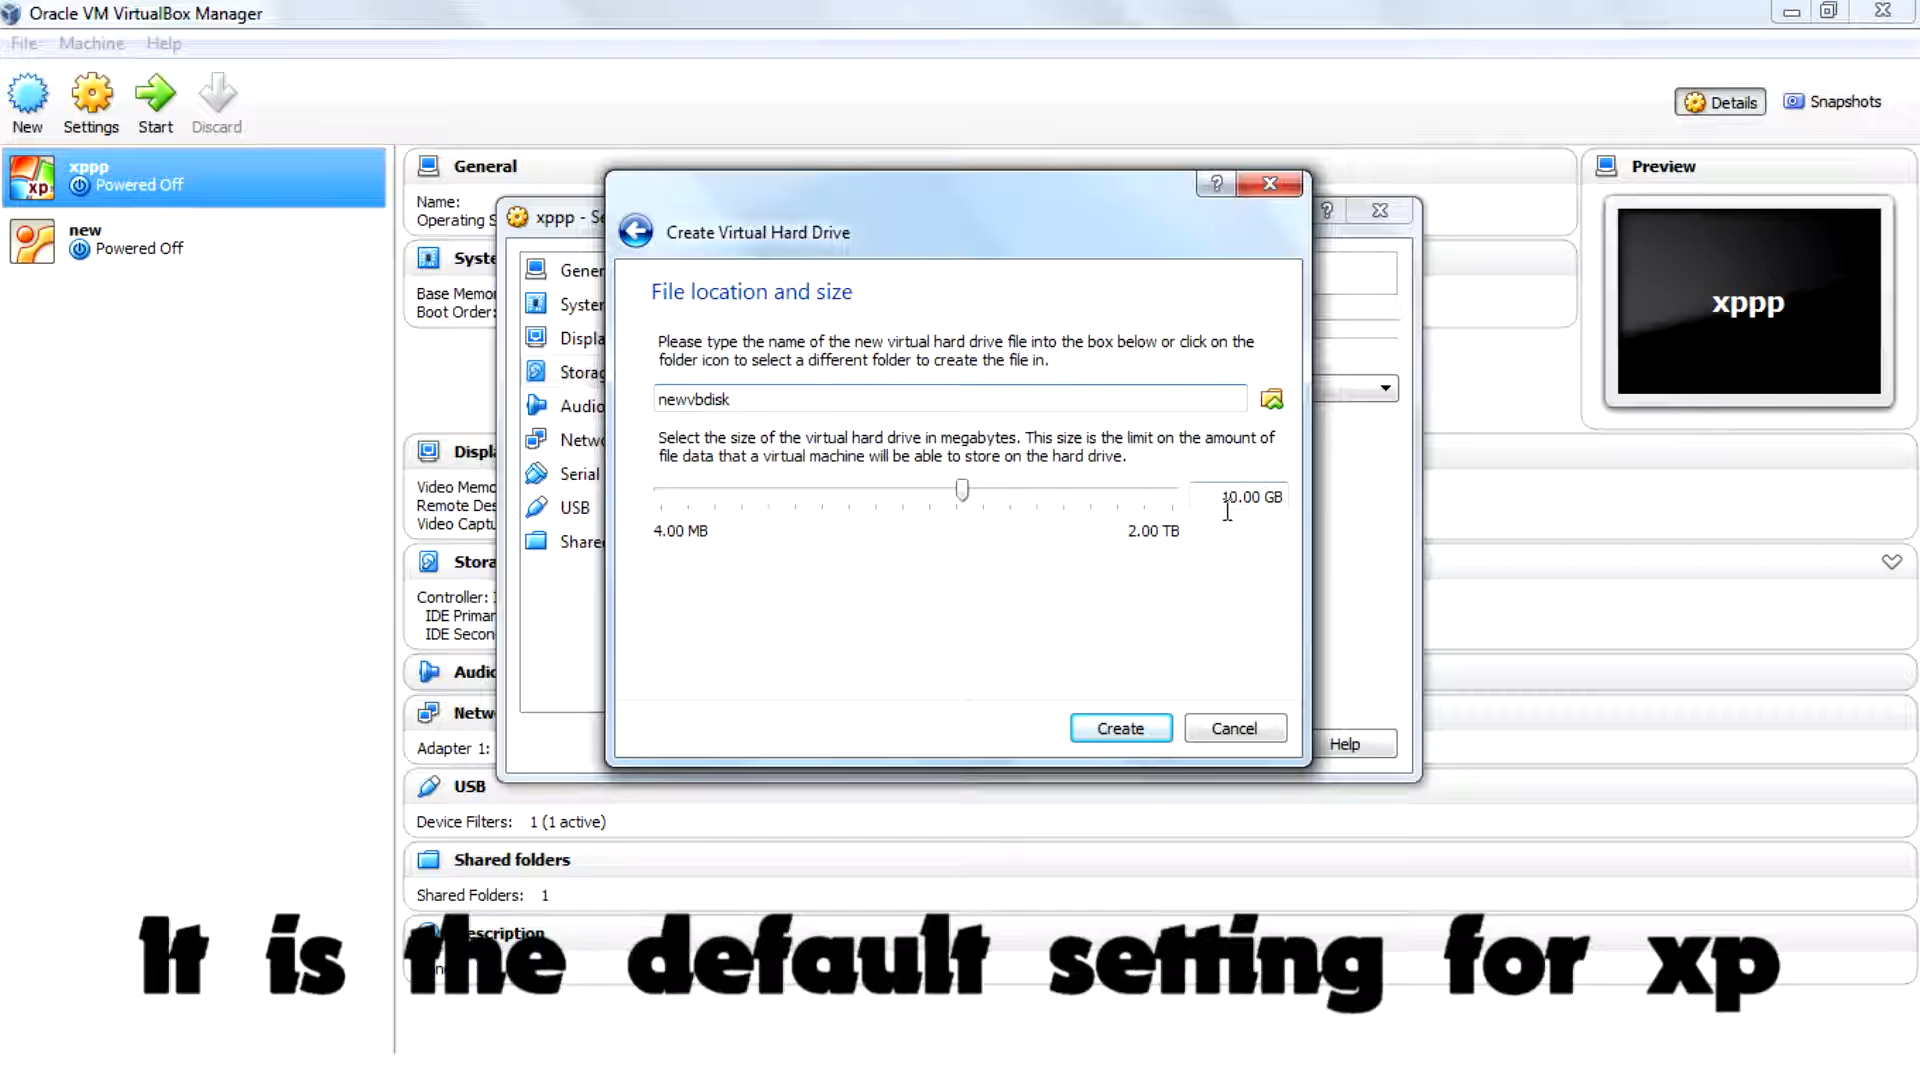 Oracle VM VirtualBox Manager
File Machine Help
New Settings Start Discard
Details Snapshots
xppp
Powered Off
new
Powered Off
General
Name:
Operating S
Syste
Base Memo
Boot Order:
Displ
Video Memo
Remote Des
Video Captu
Stora
Controller: I
IDE Primar
IDE Secon
Audio
Netw
Adapter 1:
USB
Device Filters: 1 (1 active)
Shared folders
Shared Folders: 1
escription
Preview
xppp
xppp - Se
Gener
System
Displa
Storag
Audio
Netwo
Serial
USB
Share
Help
Create Virtual Hard Drive
File location and size
Please type the name of the new virtual hard drive file into the box below or click on the
folder icon to select a different folder to create the file in.
newvbdisk
Select the size of the virtual hard drive in megabytes. This size is the limit on the amount of
file data that a virtual machine will be able to store on the hard drive.
10.00 GB
4.00 MB 2.00 TB
Create Cancel
It is the default setting for xp